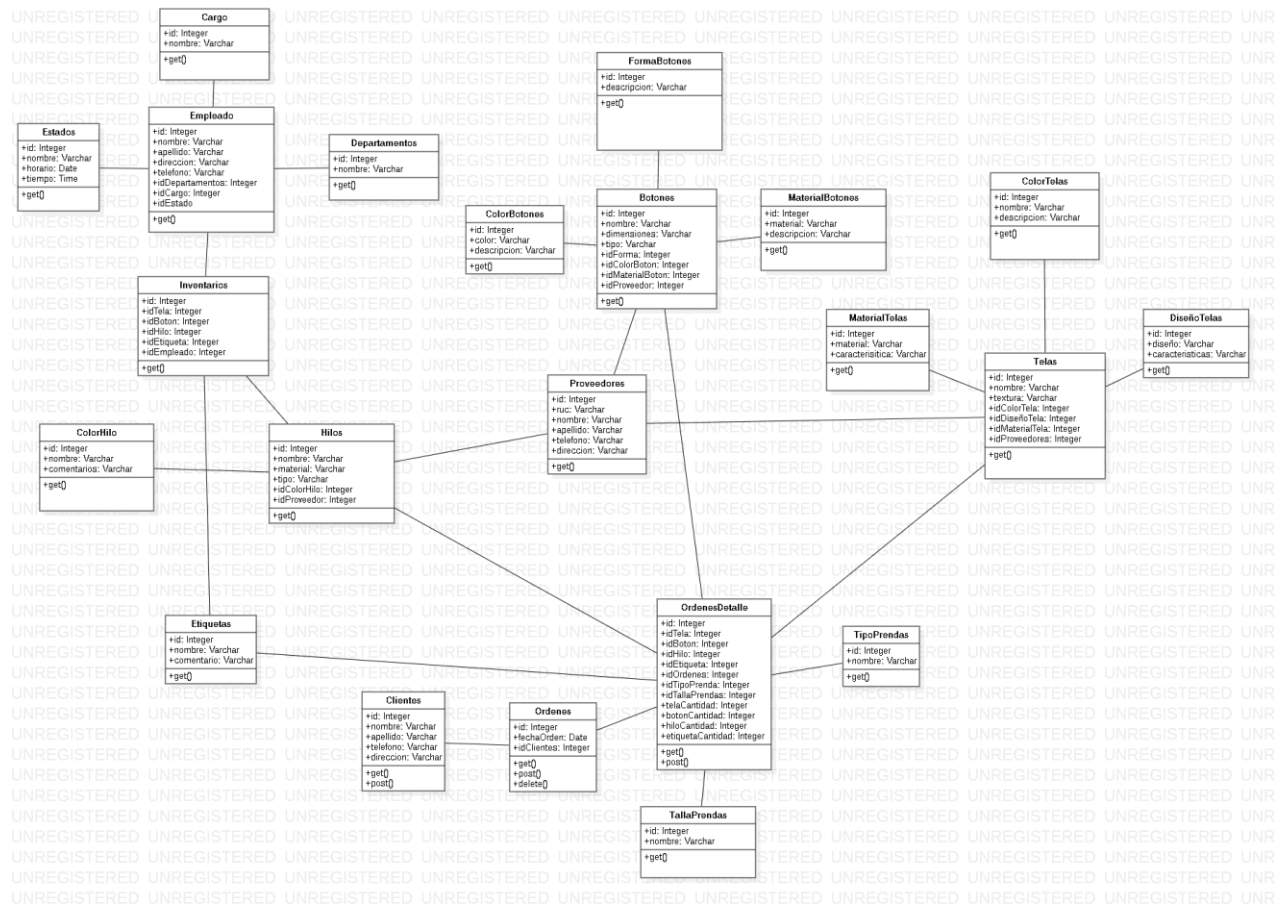 Cargo
+id: Integer
+nombre: Varchar
+get()
FormaBotones
+id: Integer
+descripcion: Varchar
+get()
Estados
+id: Integer
+nombre: Varchar
+horario: Date
+tiempo: Time
+get()
Empleado
+id: Integer
+nombre: Varchar
+apellido: Varchar
+direccion: Varchar
+telefono: Varchar
+idDepartamentos: Integer
+idCargo: Integer
+idEstado
+get()
Departamentos
+id: Integer
+nombre: Varchar
+get()
ColorBotones
+id: Integer
+color: Varchar
+descripcion: Varchar
+get()
Botones
+id: Integer
+nombre: Varchar
+dimensiones: Varchar
+tipo: Varchar
+idForma: Integer
+idColorBoton: Integer
+idMaterialBoton: Integer
+idProveedor: Integer
+get()
MaterialBotones
+id: Integer
+material: Varchar
+descripcion: Varchar
+get()
ColorTelas
+id: Integer
+nombre: Varchar
+descripcion: Varchar
+get()
Inventarios
+id: Integer
+idTela: Integer
+idBoton: Integer
+idHilo: Integer
+idEtiqueta: Integer
+idEmpleado: Integer
+get()
MaterialTelas
+id: Integer
+material: Varchar
+caracterisitica: Varchar
+get()
DiseñoTelas
+id: Integer
+diseño: Varchar
+caracteristicas: Varchar
+get()
Telas
+id: Integer
+nombre: Varchar
+textura: Varchar
+idColorTela: Integer
+idDiseñoTela: Integer
+idMaterialTela: Integer
+idProveedores: Integer
+get()
Proveedores
+id: Integer
+ruc: Varchar
+nombre: Varchar
+apellido: Varchar
+telefono: Varchar
+direccion: Varchar
+get()
ColorHilo
+id: Integer
+nombre: Varchar
+comentarios: Varchar
+get()
Hilos
+id: Integer
+nombre: Varchar
+material: Varchar
+tipo: Varchar
+idColorHilo: Integer
+idProveedor: Integer
+get()
Etiquetas
+id: Integer
+nombre: Varchar
+comentario: Varchar
+get()
OrdenesDetalle
+id: Integer
+idTela: Integer
+idBoton: Integer
+idHilo: Integer
+idEtiqueta: Integer
+idOrdenes: Integer
+idTipoPrenda: Integer
+idTallaPrendas: Integer
+telaCantidad: Integer
+botonCantidad: Integer
+hiloCantidad: Integer
+etiquetaCantidad: Integer
+get()
+post()
TipoPrendas
+id: Integer
+nombre: Varchar
+get()
Clientes
+id: Integer
+nombre: Varchar
+apellido: Varchar
+telefono: Varchar
+direccion: Varchar
+get()
+post()
Ordenes
+id: Integer
+fechaOrden: Date
+idClientes: Integer
+get()
+post()
+delete()
TallaPrendas
+id: Integer
+nombre: Varchar
+get()